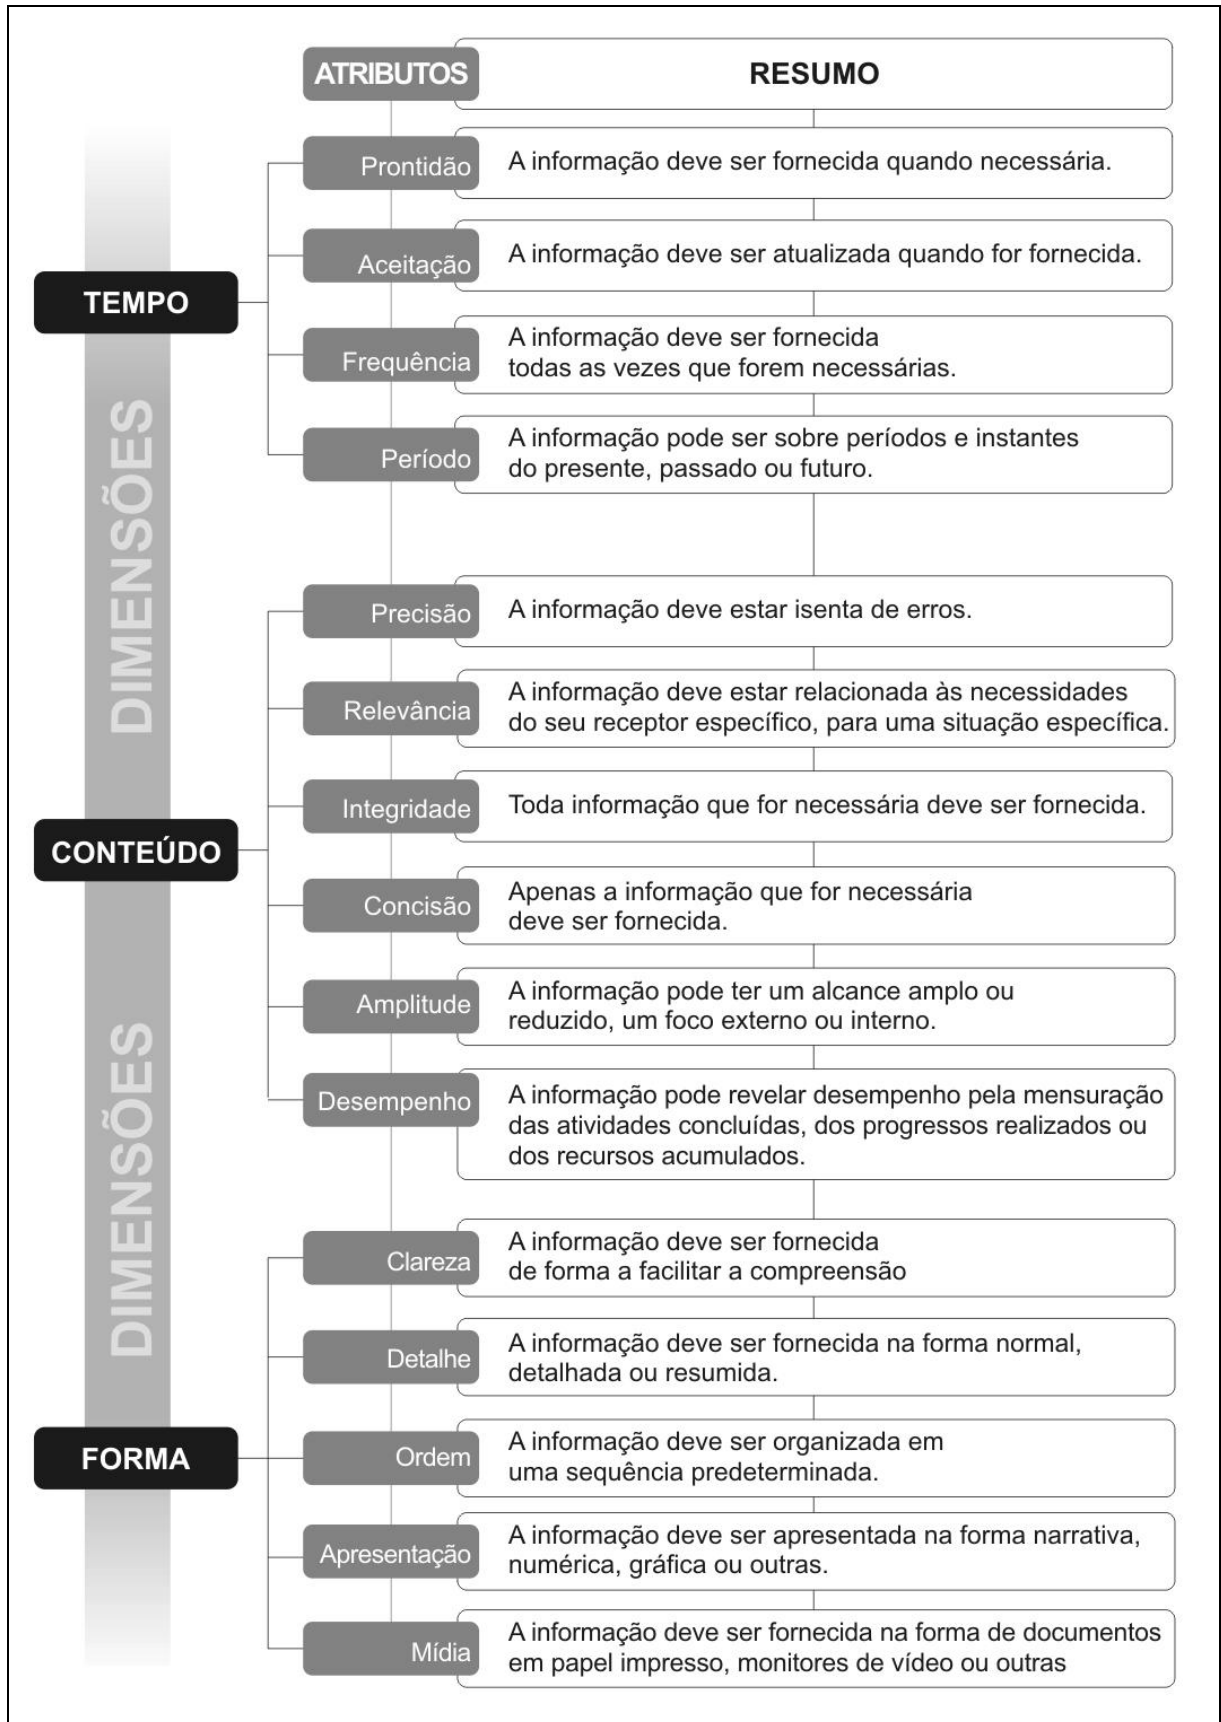 ATRIBUTOS
RESUMO
TEMPO
Prontidão
A informação deve ser fornecida quando necessária.
Aceitação
A informação deve ser atualizada quando for fornecida.
Frequência
A informação deve ser fornecida
todas as vezes que forem necessárias.
Período
A informação pode ser sobre períodos e instantes
do presente, passado ou futuro.
DIMENSÕES
CONTEÚDO
Precisão
A informação deve estar isenta de erros.
Relevância
A informação deve estar relacionada às necessidades
do seu receptor específico, para uma situação específica.
Integridade
Toda informação que for necessária deve ser fornecida.
Concisão
Apenas a informação que for necessária
deve ser fornecida.
Amplitude
A informação pode ter um alcance amplo ou
reduzido, um foco externo ou interno.
Desempenho
A informação pode revelar desempenho pela mensuração
das atividades concluídas, dos progressos realizados ou
dos recursos acumulados.
DIMENSÕES
FORMA
Clareza
A informação deve ser fornecida
de forma a facilitar a compreensão
Detalhe
A informação deve ser fornecida na forma normal,
detalhada ou resumida.
Ordem
A informação deve ser organizada em
uma sequência predeterminada.
Apresentação
A informação deve ser apresentada na forma narrativa,
numérica, gráfica ou outras.
Mídia
A informação deve ser fornecida na forma de documentos
em papel impresso, monitores de vídeo ou outras